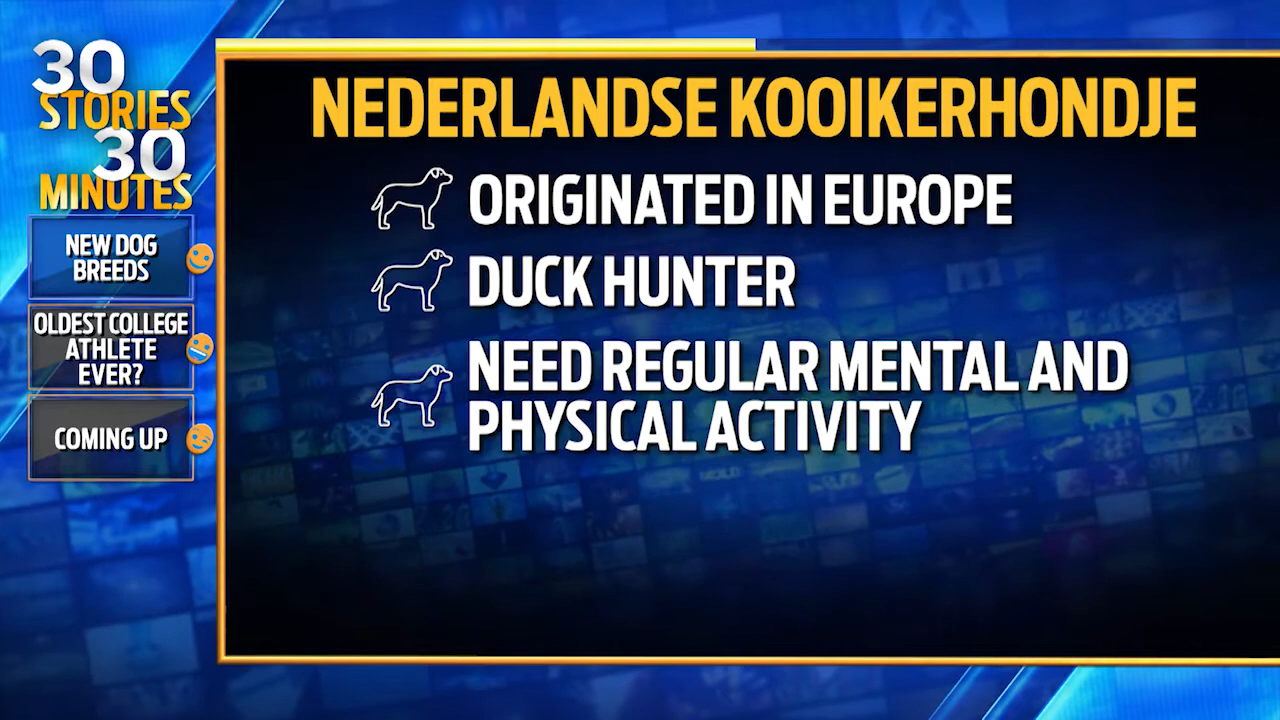 30
STORIES
30
MINUTES
NEW DOG
BREEDS
OLDEST COLLEGE
ATHLETE
EVER?
COMING UP
NEDERLANDSE KOOIKERHONDJE
ORIGINATED IN EUROPE
DUCK HUNTER
NEED REGULAR MENTAL AND
PHYSICAL ACTIVITY